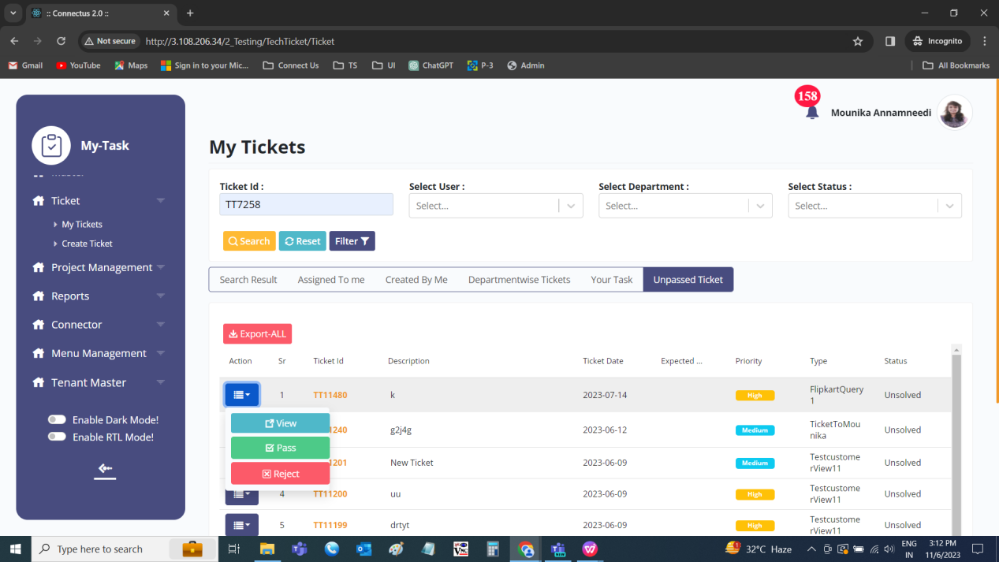 :: Connectus 2.0 ::
Not secure
http://3.108.206.34/2_Testing/TechTicket/Ticket
Incognito
Gmail
YouTube
Maps
Sign in to your Mic...
Connect Us
TS
UI
ChatGPT
P-3
Admin
All Bookmarks
158
Mounika Annamneedi
My-Task
Ticket
My Tickets
Create Ticket
Project Management
Reports
Connector
Menu Management
Tenant Master
Enable Dark Mode!
Enable RTL Mode!
My Tickets
Ticket Id :
Select User :
Select Department :
Select Status :
TT7258
Select...
Select...
Select...
Search
Reset
Filter
Search Result
Assigned To me
Created By Me
Departmentwise Tickets
Your Task
Unpassed Ticket
Export-ALL
Action Sr Ticket Id Description Ticket Date Expected ... Priority Type Status
1 TT11480 k 2023-07-14 High FlipkartQuery Unsolved
1
View
Pass
Reject
1240 g2j4g 2023-06-12 Medium TicketToMou Unsolved
nika
1201 New Ticket 2023-06-09 Medium Testcustome Unsolved
rView11
4 TT11200 uu 2023-06-09 High Testcustome Unsolved
rView11
5 TT11199 drtyt 2023-06-09 High Testcustome Unsolved
rView11
Type here to search
32°C Haze
ENG
IN
3:12 PM
11/6/2023